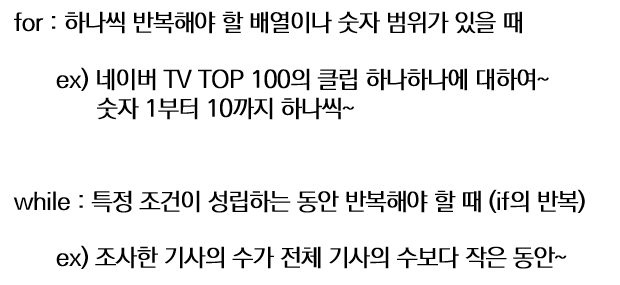 for : 하나씩 반복해야 할 배열이나 숫자 범위가 있을 때
ex) 네이버 TV TOP 100의 클립 하나하나에 대하여~
숫자 1부터 10까지 하나씩~
while : 특정 조건이 성립하는 동안 반복해야 할 때 (if의 반복)
ex) 조사한 기사의 수가 전체 기사의 수보다 작은 동안~